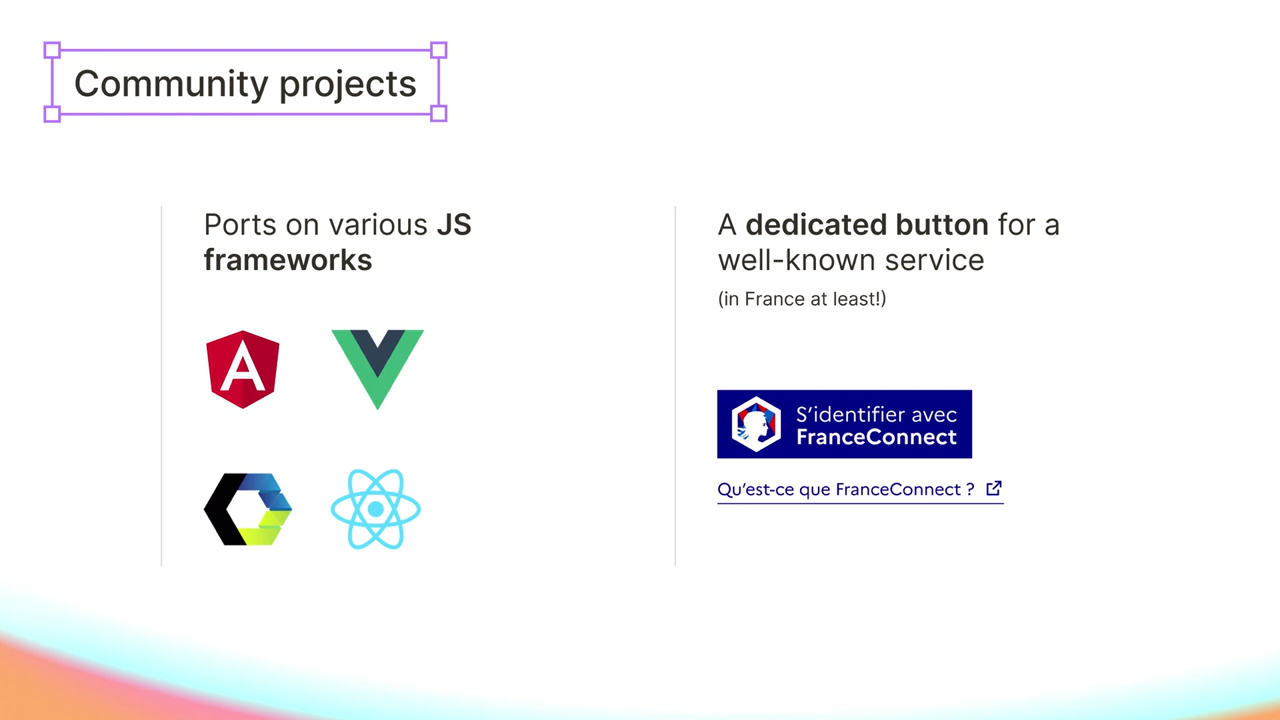 Community projects
Ports on various JS
frameworks
A dedicated button for a
well-known service
(in France at least!)
S'identifier avec
FranceConnect
Qu'est-ce que FranceConnect ?